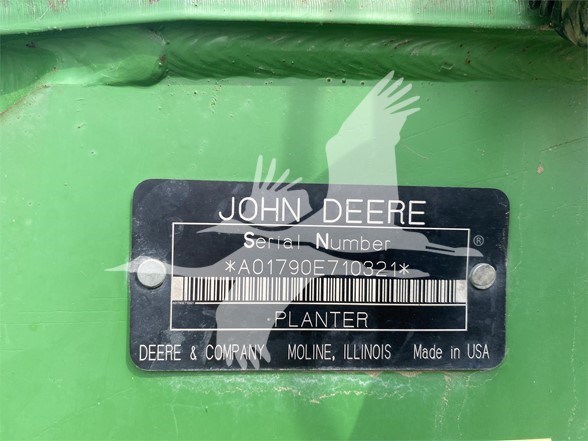 JOHN DEERE
Serial Number
®
*A01790E710321*
PLANTER
DEERE & COMPANY MOLINE, ILLINOIS Made in USA